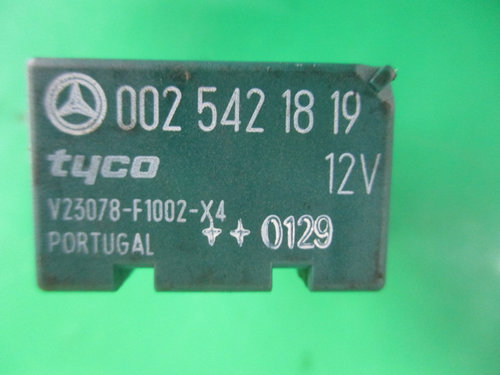 002 542 18 19
tyco 12V
V23078-F1002-X4
PORTUGAL 0129